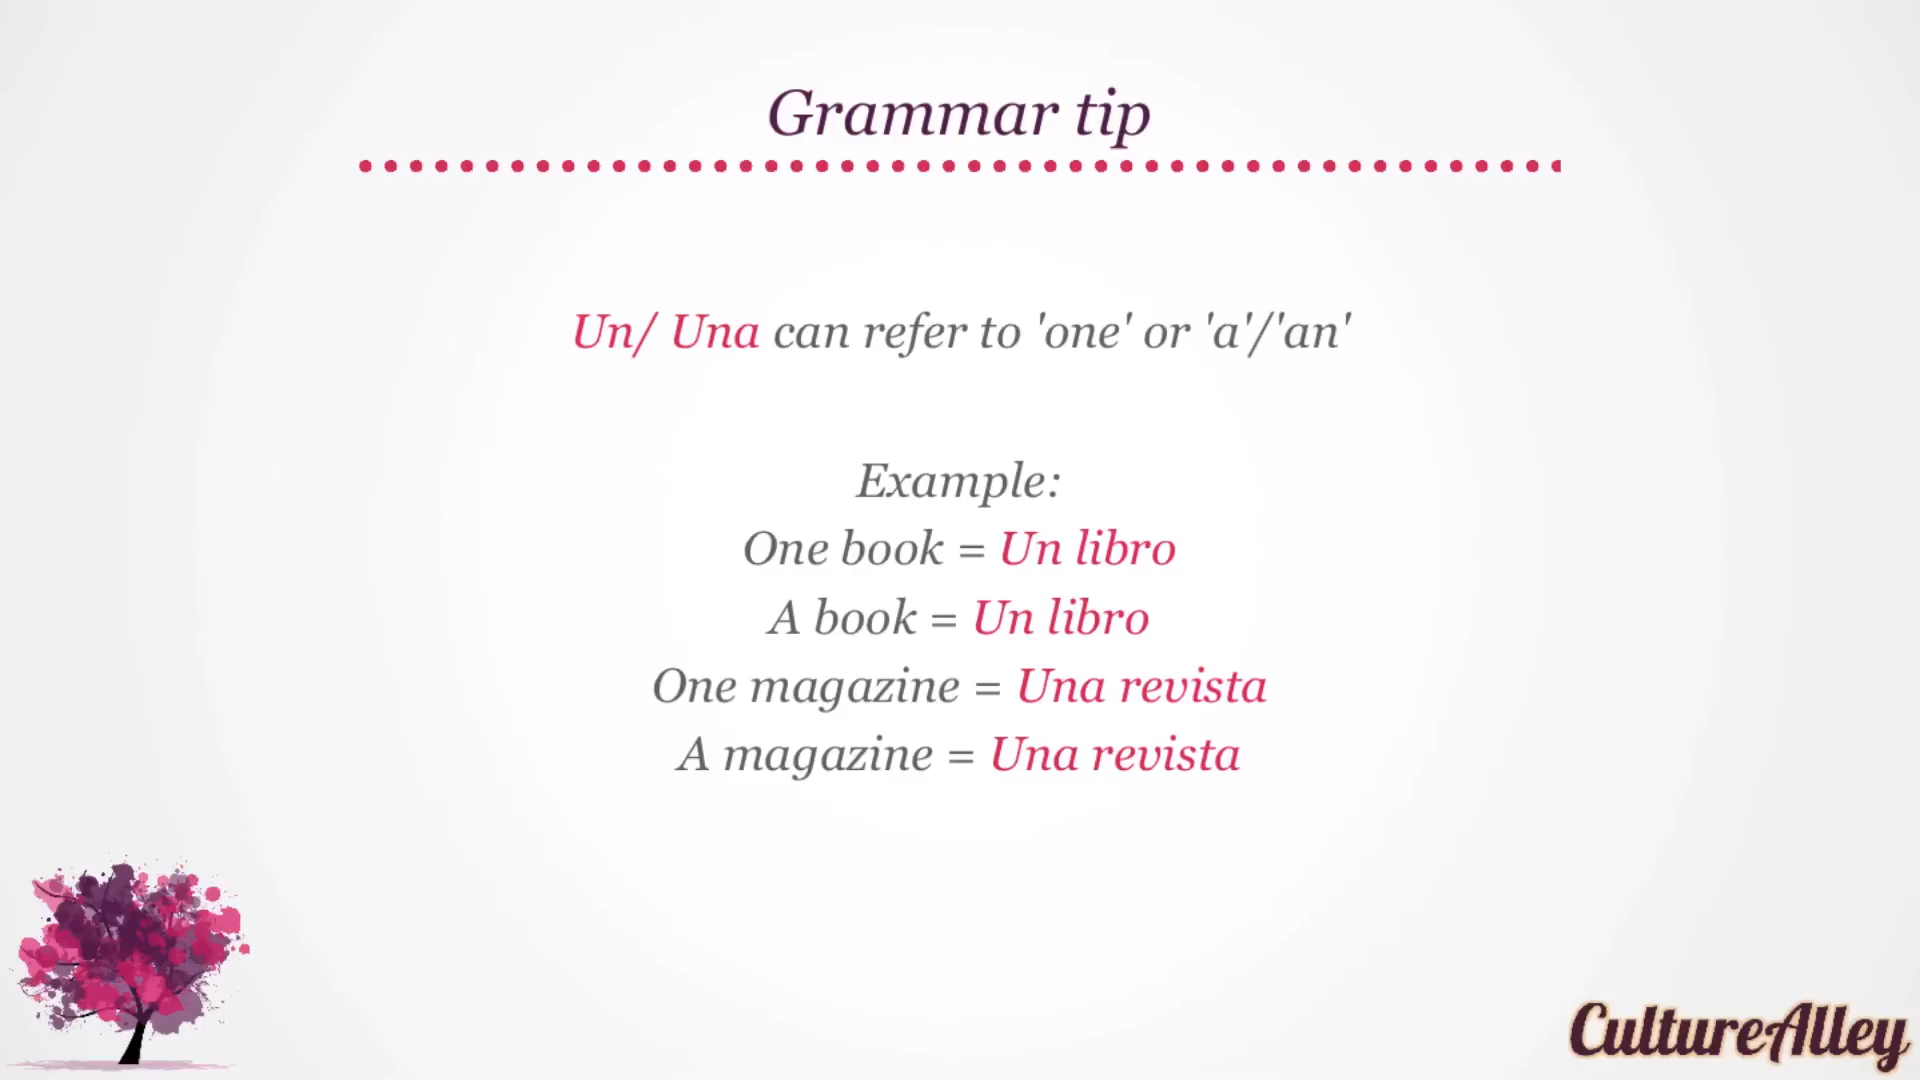 Grammar tip
Un/ Una can refer to 'one' or 'a'/'an'
Example:
One book = Un libro
A book = Un libro
One magazine = Una revista
A magazine = Una revista
CultureAlley